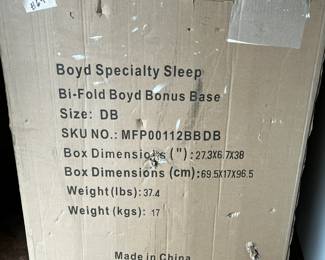 Boyd Specialty Sleep
Bi-Fold Boyd Bonus Base
Size: DB
SKU NO.: MFP00112BBDB
Box Dimensions ("): 27.3X6.7X38
Box Dimensions (cm): 69.5X17X96.5
Weight(lbs): 37.4
Weight(kgs): 17
Made in China